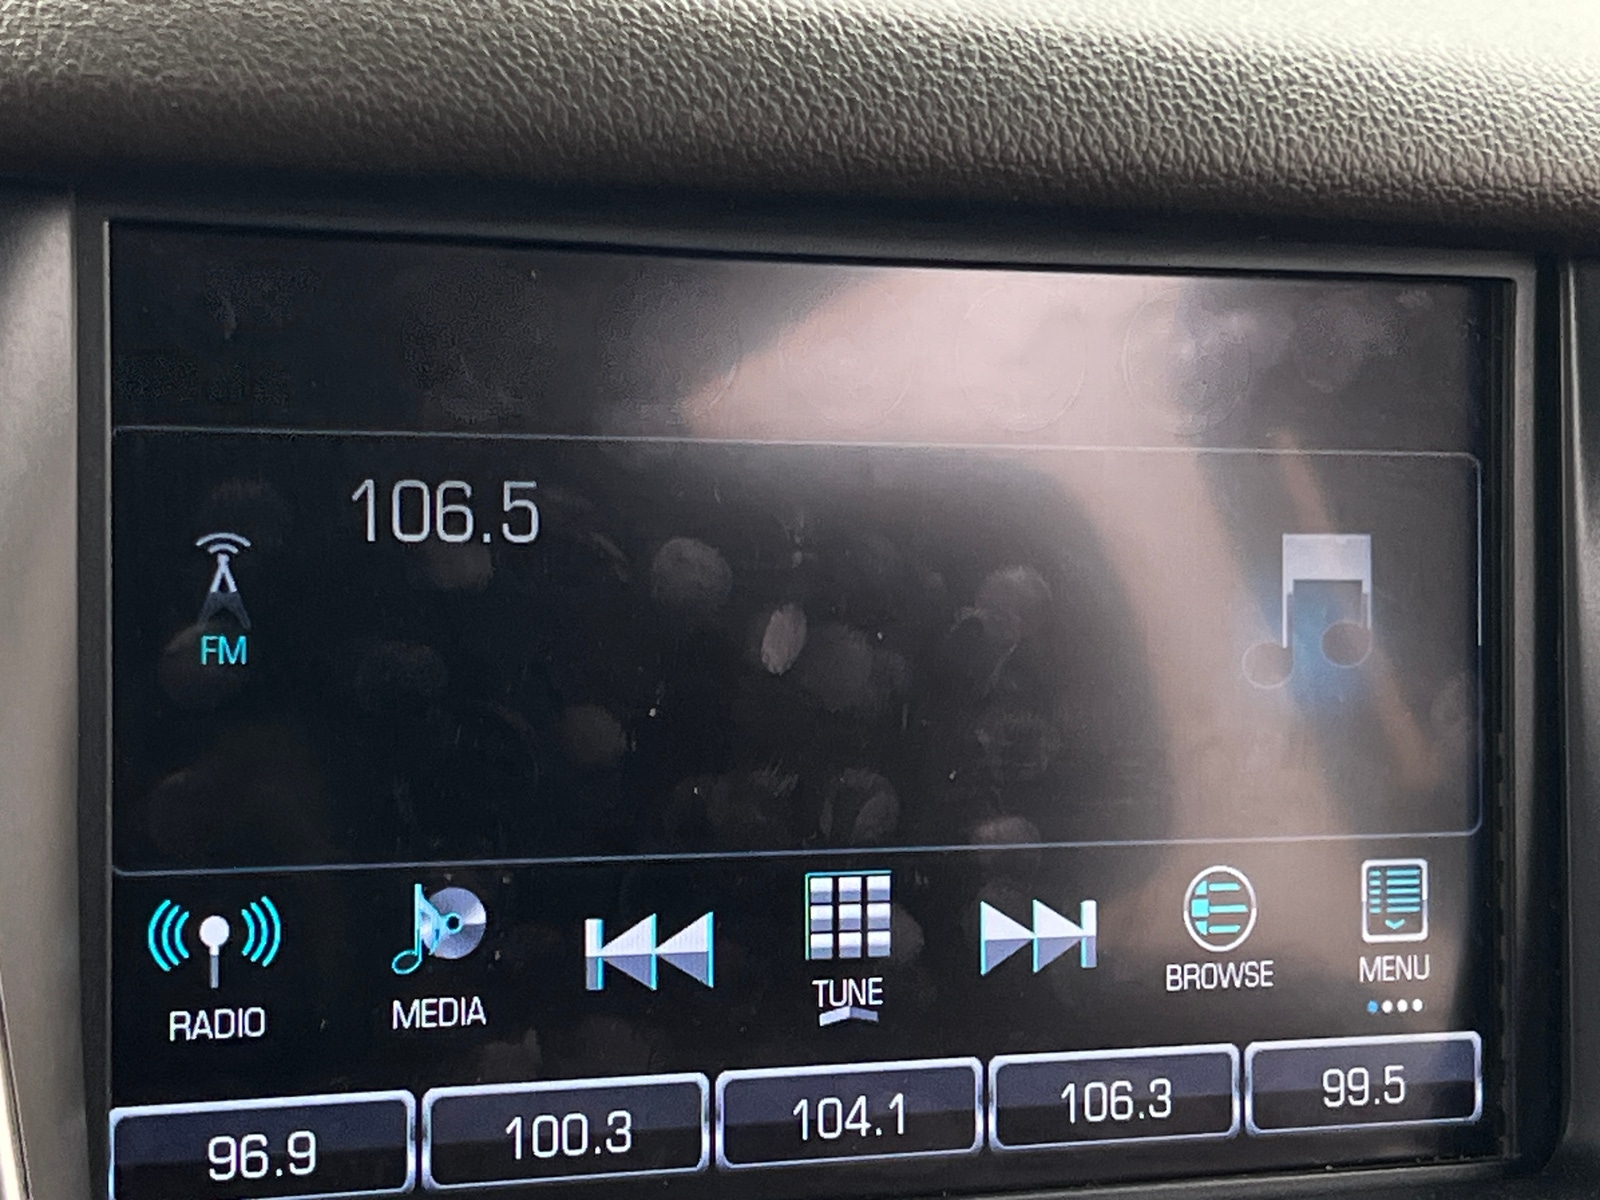 106.5
FM
RADIO
MEDIA
TUNE
BROWSE
MENU
96.9
100.3
104.1
106.3
99.5